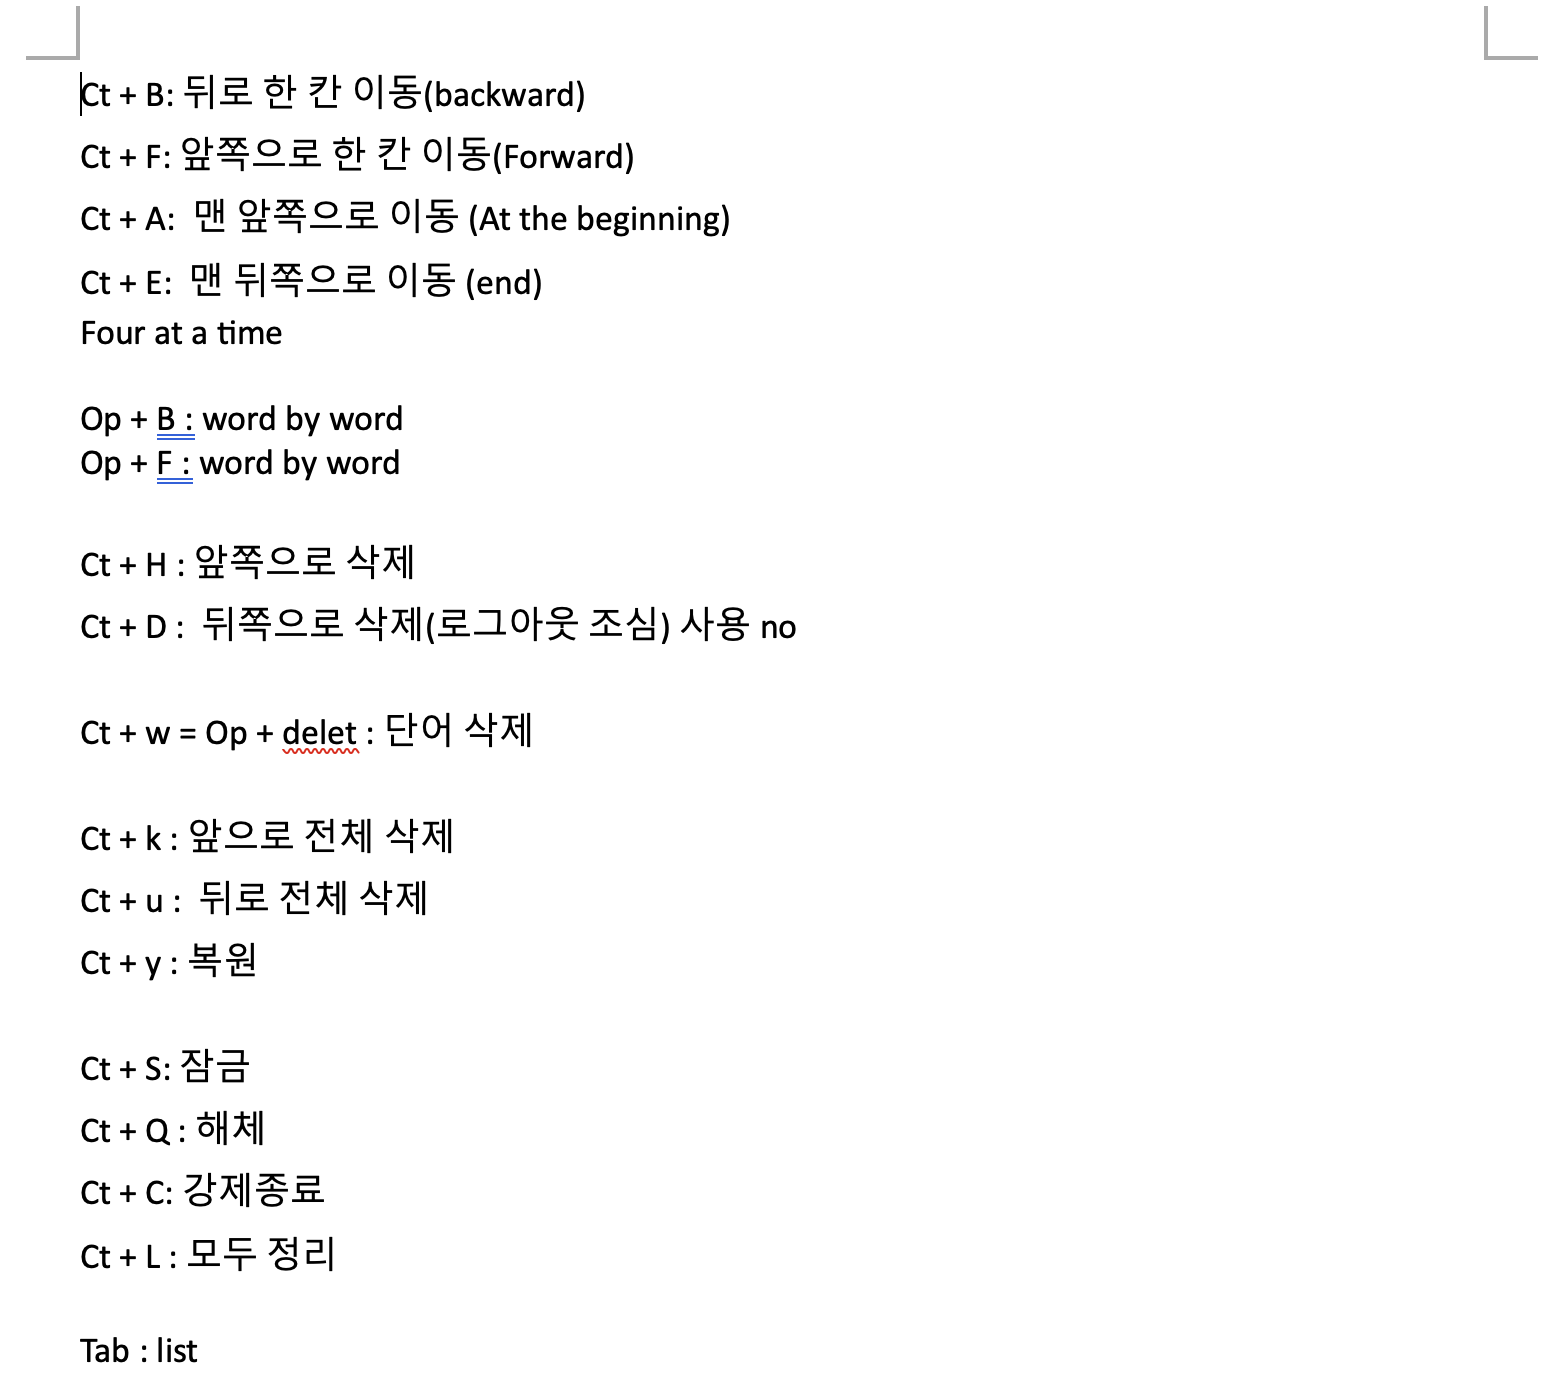 Ct + B: 뒤로 한 칸 이동(backward)
Ct + F: 앞쪽으로 한 칸 이동(Forward)
Ct + A:  맨 앞쪽으로 이동 (At the beginning)
Ct + E:  맨 뒤쪽으로 이동 (end)
Four at a time
Op + B : word by word
Op + F : word by word
Ct + H : 앞쪽으로 삭제
Ct + D :  뒤쪽으로 삭제(로그아웃 조심) 사용 no
Ct + w = Op + delet : 단어 삭제
Ct + k : 앞으로 전체 삭제
Ct + u :  뒤로 전체 삭제
Ct + y : 복원
Ct + S: 잠금
Ct + Q : 해체
Ct + C: 강제종료
Ct + L : 모두 정리
Tab : list